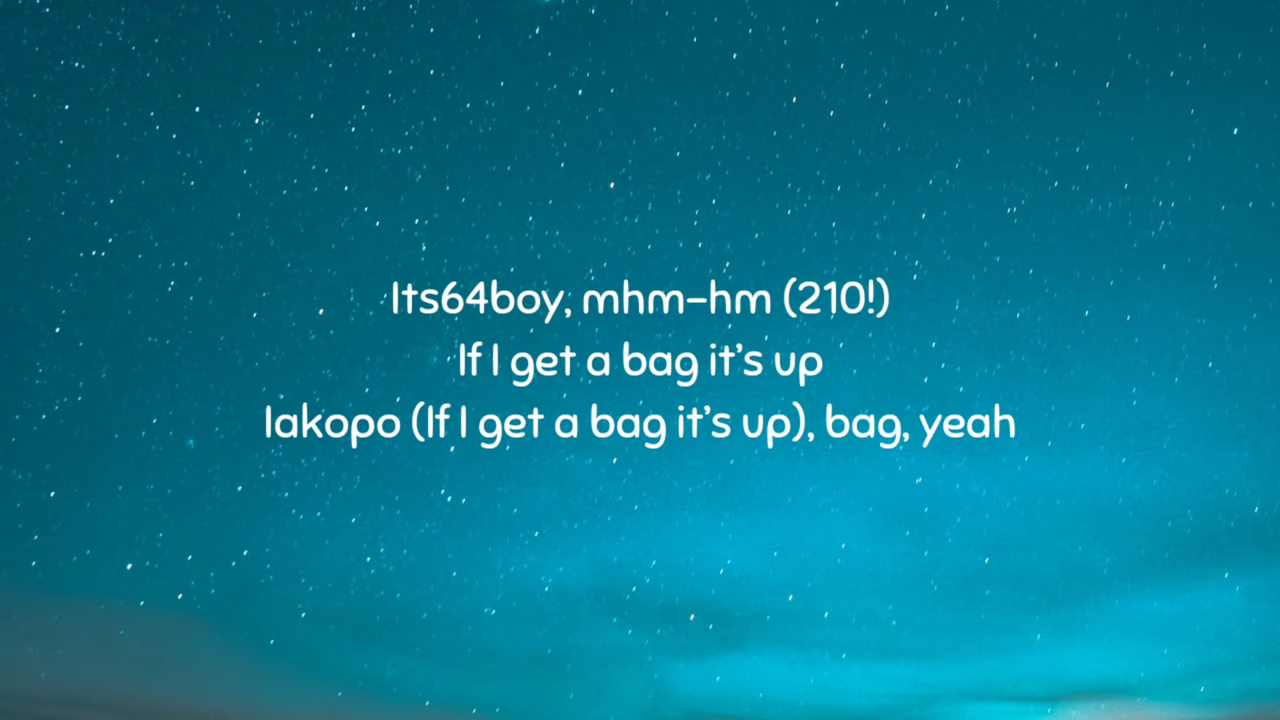 Its64boy, mhm-hm (210!)
If I get a bag it's up
Iakopo (If I get a bag it's up), bag, yeah